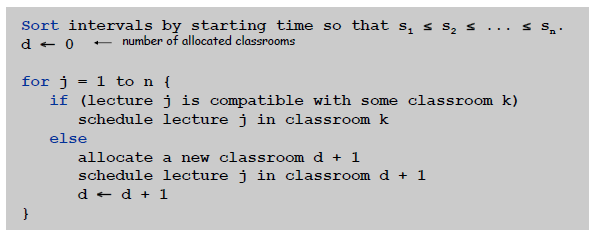 Sort intervals by starting time so that s₁ ≤ s₂ ≤ ... ≤ sₙ.
d ← 0 ← number of allocated classrooms
for j = 1 to n {
if (lecture j is compatible with some classroom k)
schedule lecture j in classroom k
else
allocate a new classroom d + 1
schedule lecture j in classroom d + 1
d ← d + 1
}